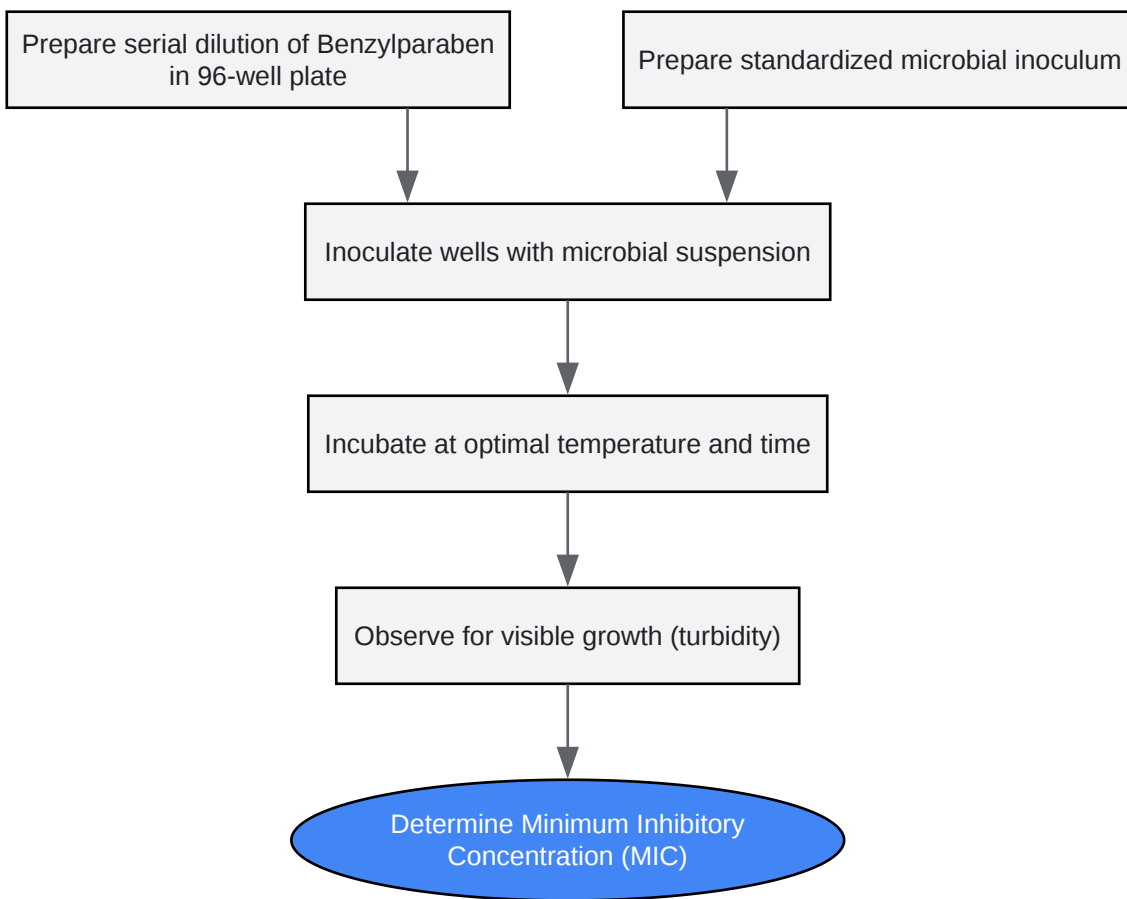 Prepare serial dilution of Benzylparaben
in 96-well plate
Prepare standardized microbial inoculum
Inoculate wells with microbial suspension
Incubate at optimal temperature and time
Observe for visible growth (turbidity)
Determine Minimum Inhibitory
Concentration (MIC)